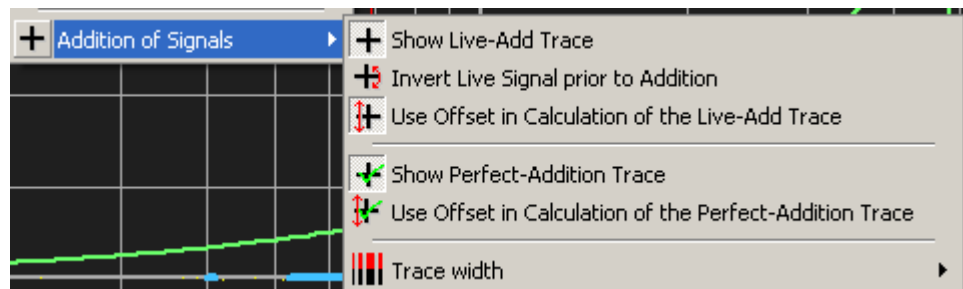 Addition of Signals
Show Live-Add Trace
Invert Live Signal prior to Addition
Use Offset in Calculation of the Live-Add Trace
Show Perfect-Addition Trace
Use Offset in Calculation of the Perfect-Addition Trace
Trace width